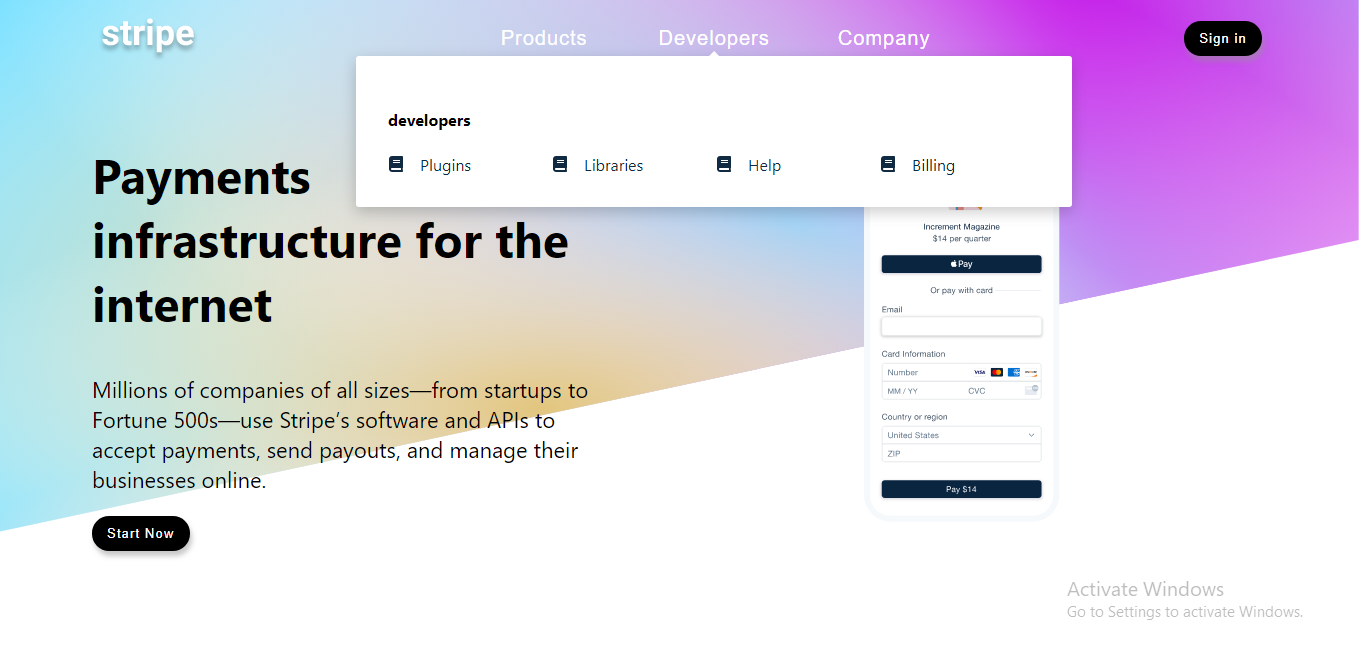 stripe
Products
Developers
Company
Sign in
developers
Plugins
Libraries
Help
Billing
Payments
infrastructure for the
internet
Millions of companies of all sizes—from startups to
Fortune 500s—use Stripe’s software and APIs to
accept payments, send payouts, and manage their
businesses online.
Start Now
Increment Magazine
$14 per quarter
Pay
Or pay with card
Email
Card Information
Number
VISA
MM / YY
CVC
Country or region
United States
ZIP
Pay $14
Activate Windows
Go to Settings to activate Windows.